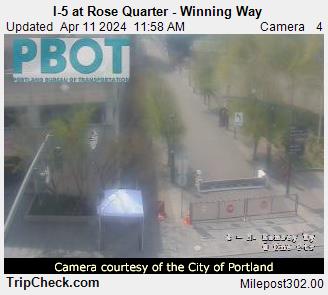 I-5 at Rose Quarter - Winning Way
Updated Apr 11 2024 11:58 AM Camera 4
PBOT
PORTLAND BUREAU OF TRANSPORTATION
Camera courtesy of the City of Portland
TripCheck.com Milepost302.00